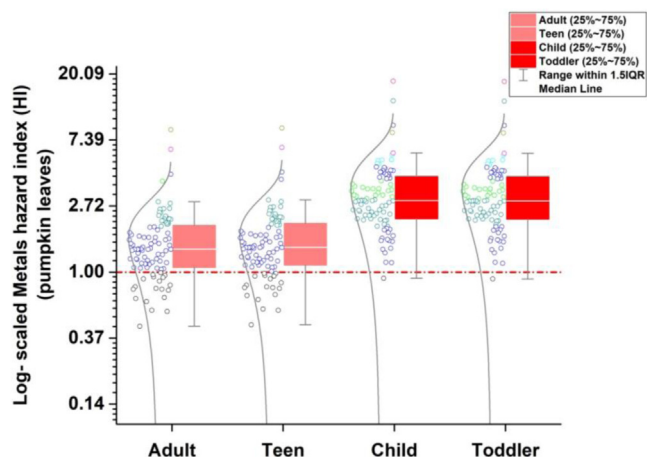 Adult (25%~75%)
Teen (25%~75%)
Child (25%~75%)
Toddler (25%~75%)
Range within 1.5IQR
Median Line
Log- scaled Metals hazard index (HI)
(pumpkin leaves)
20.09
7.39
2.72
1.00
0.37
0.14
Adult Teen Child Toddler